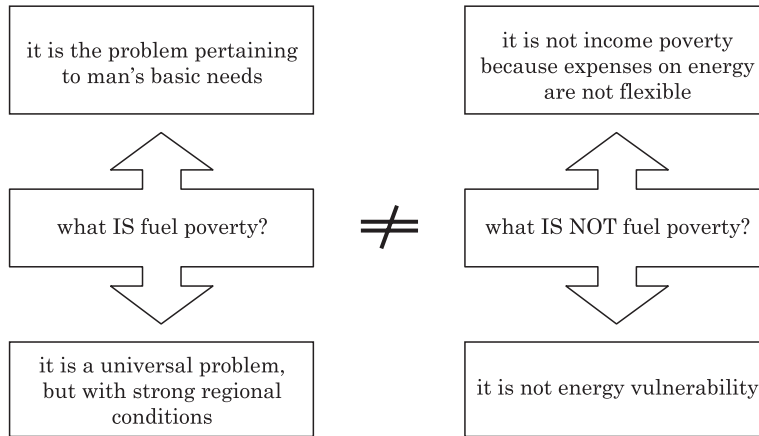 it is the problem pertaining
to man's basic needs
it is not income poverty
because expenses on energy
are not flexible
what IS fuel poverty?
≠
what IS NOT fuel poverty?
it is a universal problem,
but with strong regional
conditions
it is not energy vulnerability